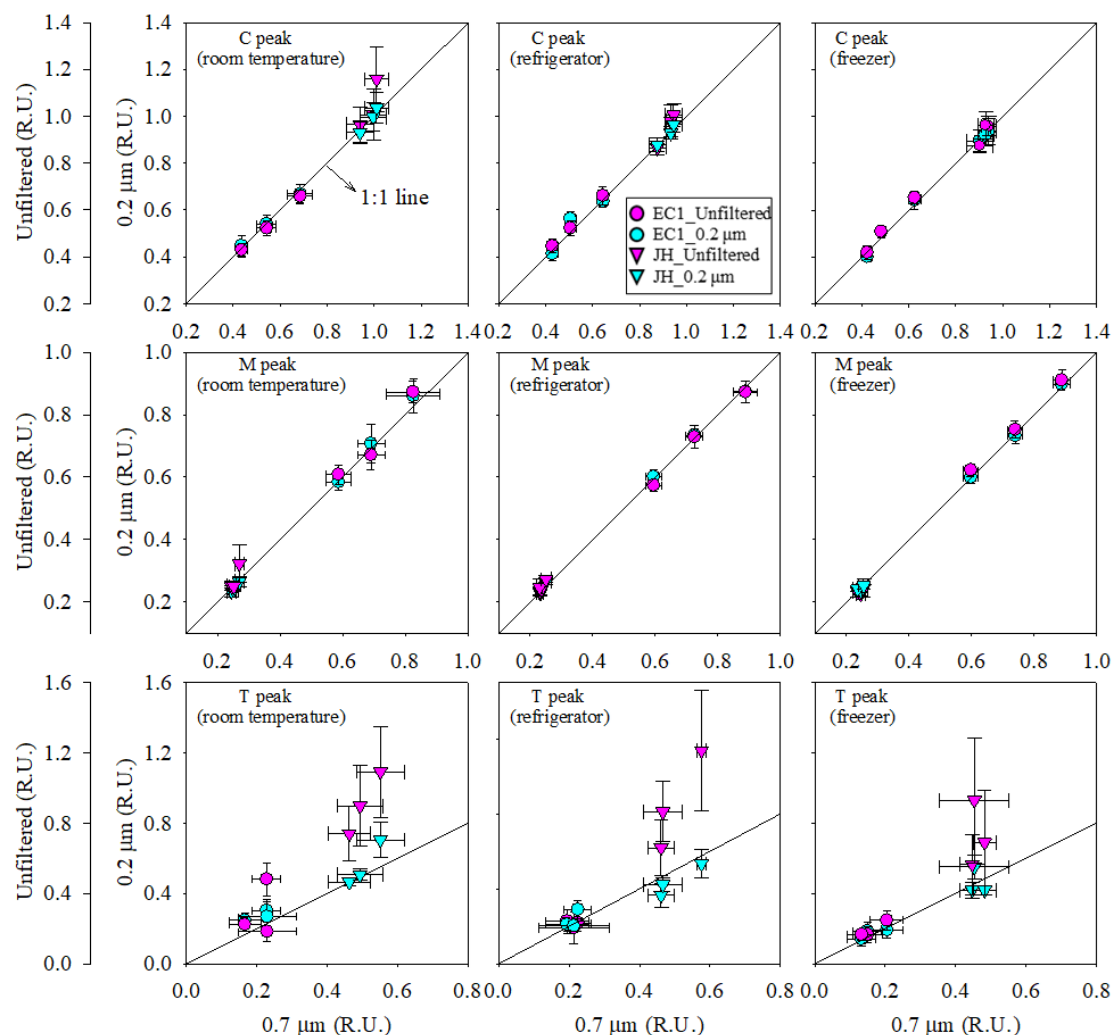 C peak
(room temperature)
C peak
(refrigerator)
C peak
(freezer)
Unfiltered (R.U.)
0.2 μm (R.U.)
1.4
1.2
1.0
0.8
0.6
0.4
0.2
1:1 line
EC1_Unfiltered
EC1_0.2 μm
JH_Unfiltered
JH_0.2 μm
0.2 0.4 0.6 0.8 1.0 1.2 1.4
0.2 0.4 0.6 0.8 1.0 1.2 1.4
0.2 0.4 0.6 0.8 1.0 1.2 1.4
M peak
(room temperature)
M peak
(refrigerator)
M peak
(freezer)
Unfiltered (R.U.)
0.2 μm (R.U.)
1.0
0.8
0.6
0.4
0.2
0.2 0.4 0.6 0.8 1.0
0.2 0.4 0.6 0.8 1.0
0.2 0.4 0.6 0.8 1.0
T peak
(room temperature)
T peak
(refrigerator)
T peak
(freezer)
Unfiltered (R.U.)
0.2 μm (R.U.)
1.6
1.2
0.8
0.4
0.0
0.0 0.2 0.4 0.6 0.8
0.0 0.2 0.4 0.6 0.8
0.0 0.2 0.4 0.6 0.8
0.7 μm (R.U.)
0.7 μm (R.U.)
0.7 μm (R.U.)